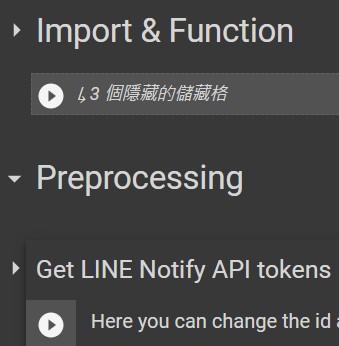 Import & Function
3 個隱藏的儲藏格
Preprocessing
Get LINE Notify API tokens
Here you can change the id